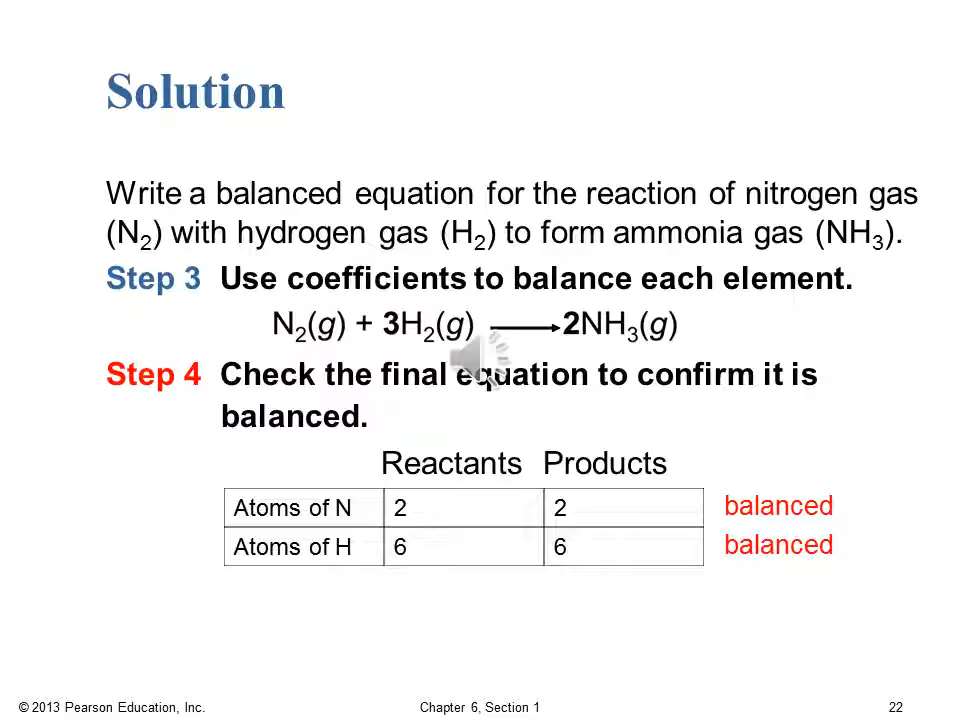 Solution
Write a balanced equation for the reaction of nitrogen gas
(N₂) with hydrogen gas (H₂) to form ammonia gas (NH₃).
Step 3 Use coefficients to balance each element.
N₂(g) + 3H₂(g) ⟶ 2NH₃(g)
Step 4 Check the final equation to confirm it is
balanced.
Reactants Products
Atoms of N 2 2 balanced
Atoms of H 6 6 balanced
© 2013 Pearson Education, Inc. Chapter 6, Section 1 22